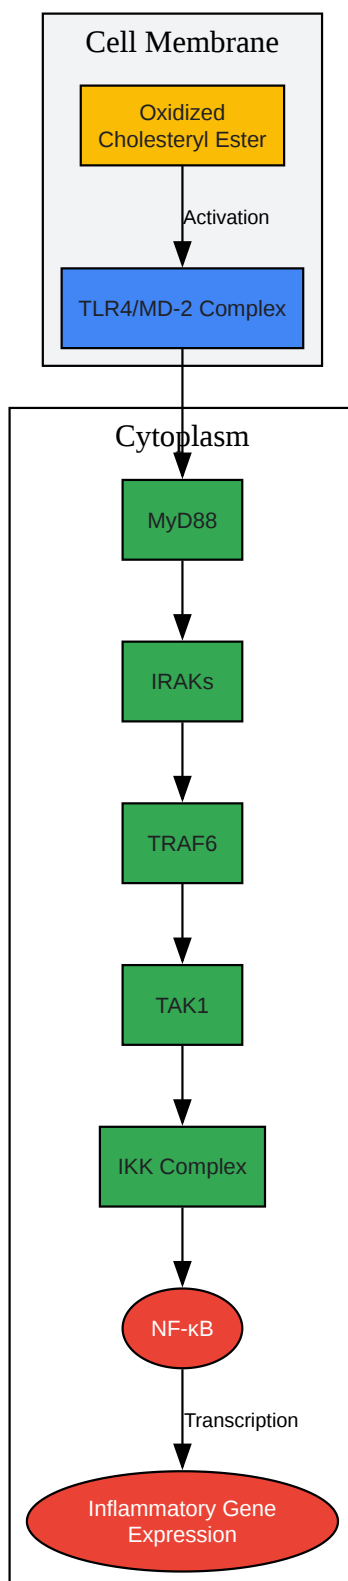 Cell Membrane
Oxidized
Cholesteryl Ester
Activation
TLR4/MD-2 Complex
Cytoplasm
MyD88
IRAKs
TRAF6
TAK1
IKK Complex
NF-κB
Transcription
Inflammatory Gene
Expression